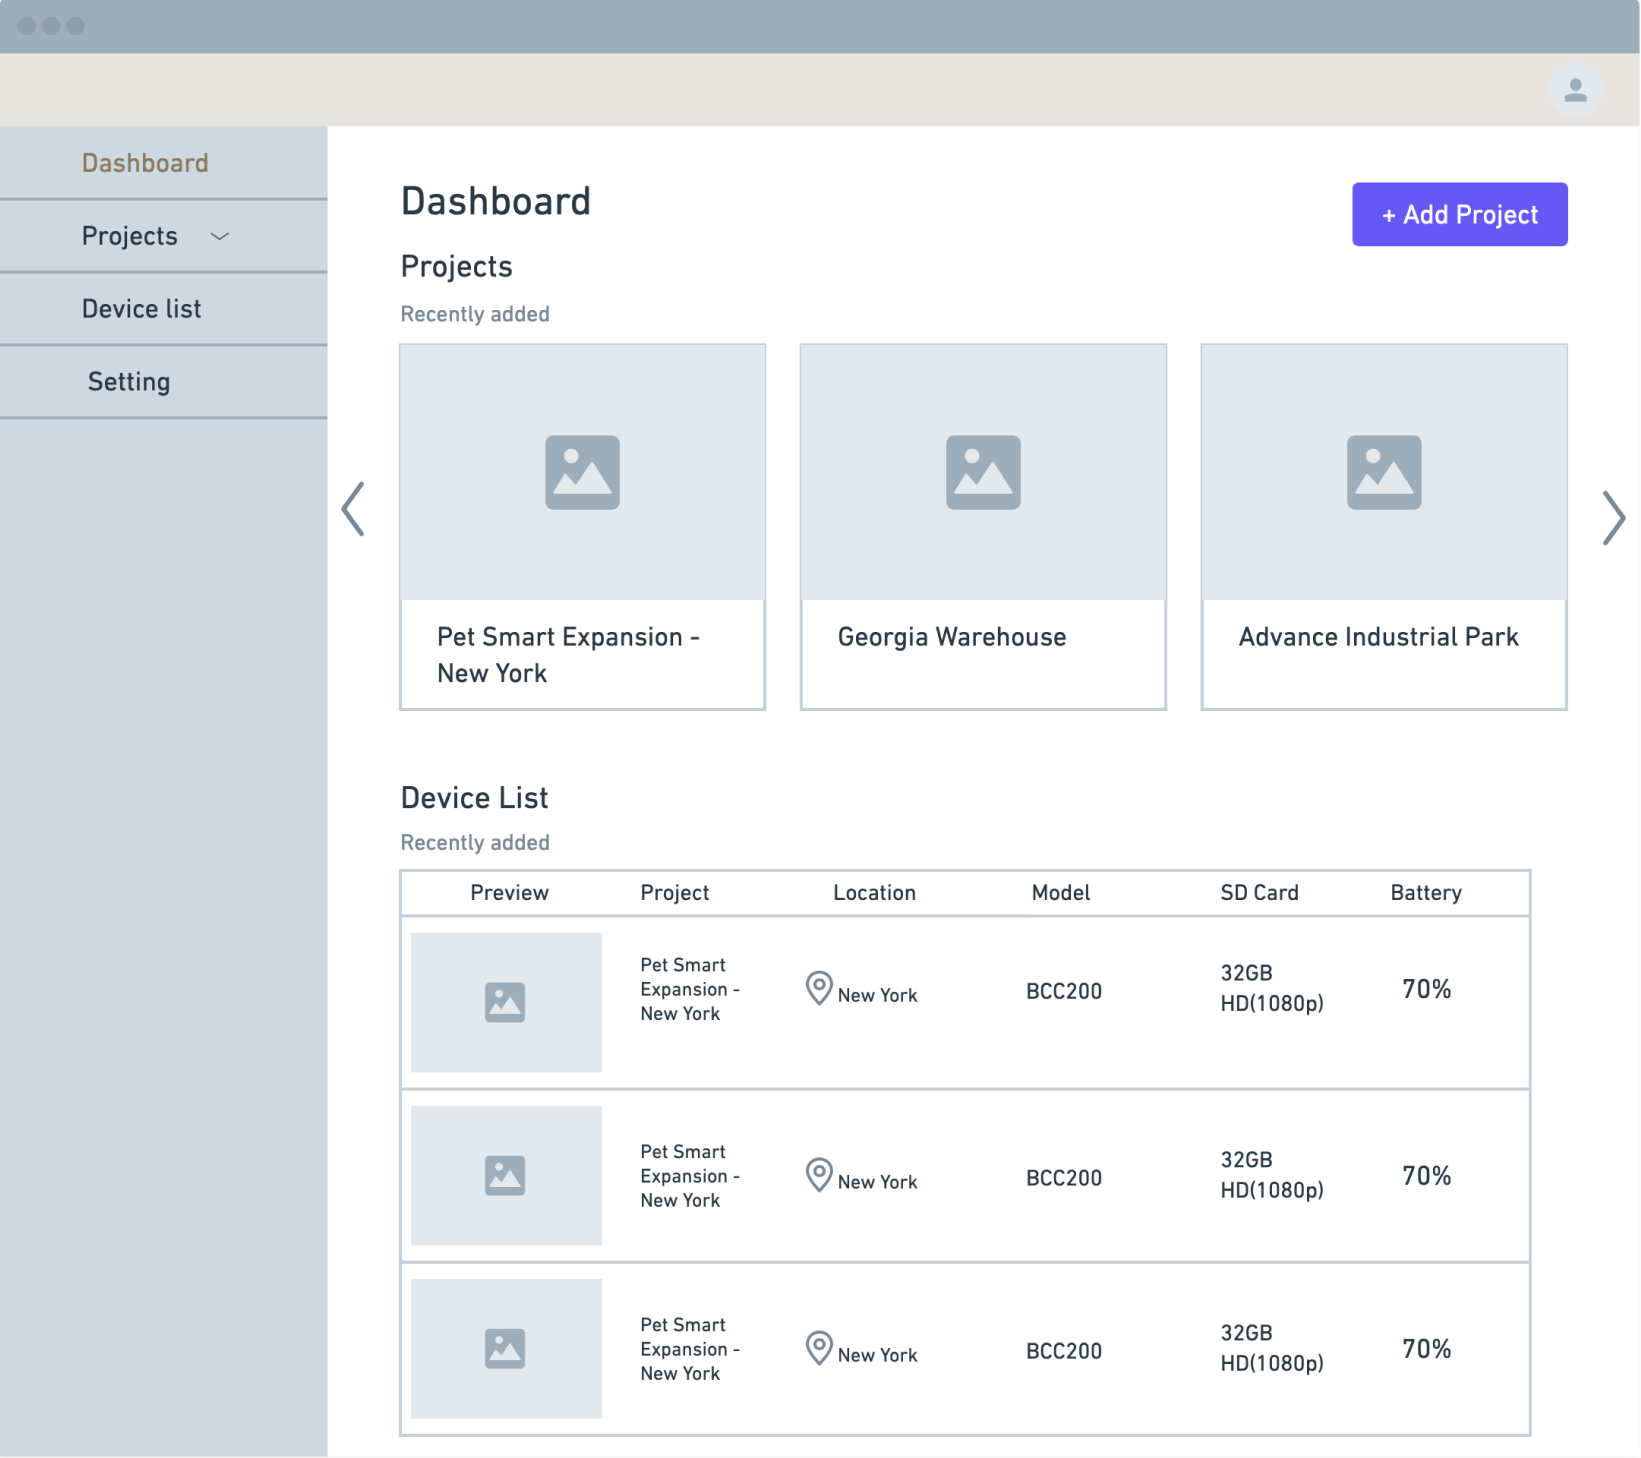 Dashboard
Projects
Device list
Setting
Dashboard
+ Add Project
Projects
Recently added
Pet Smart Expansion -
New York
Georgia Warehouse
Advance Industrial Park
Device List
Recently added
Preview Project Location Model SD Card Battery
Pet Smart
Expansion -
New York
New York
BCC200
32GB
HD(1080p)
70%
Pet Smart
Expansion -
New York
New York
BCC200
32GB
HD(1080p)
70%
Pet Smart
Expansion -
New York
New York
BCC200
32GB
HD(1080p)
70%